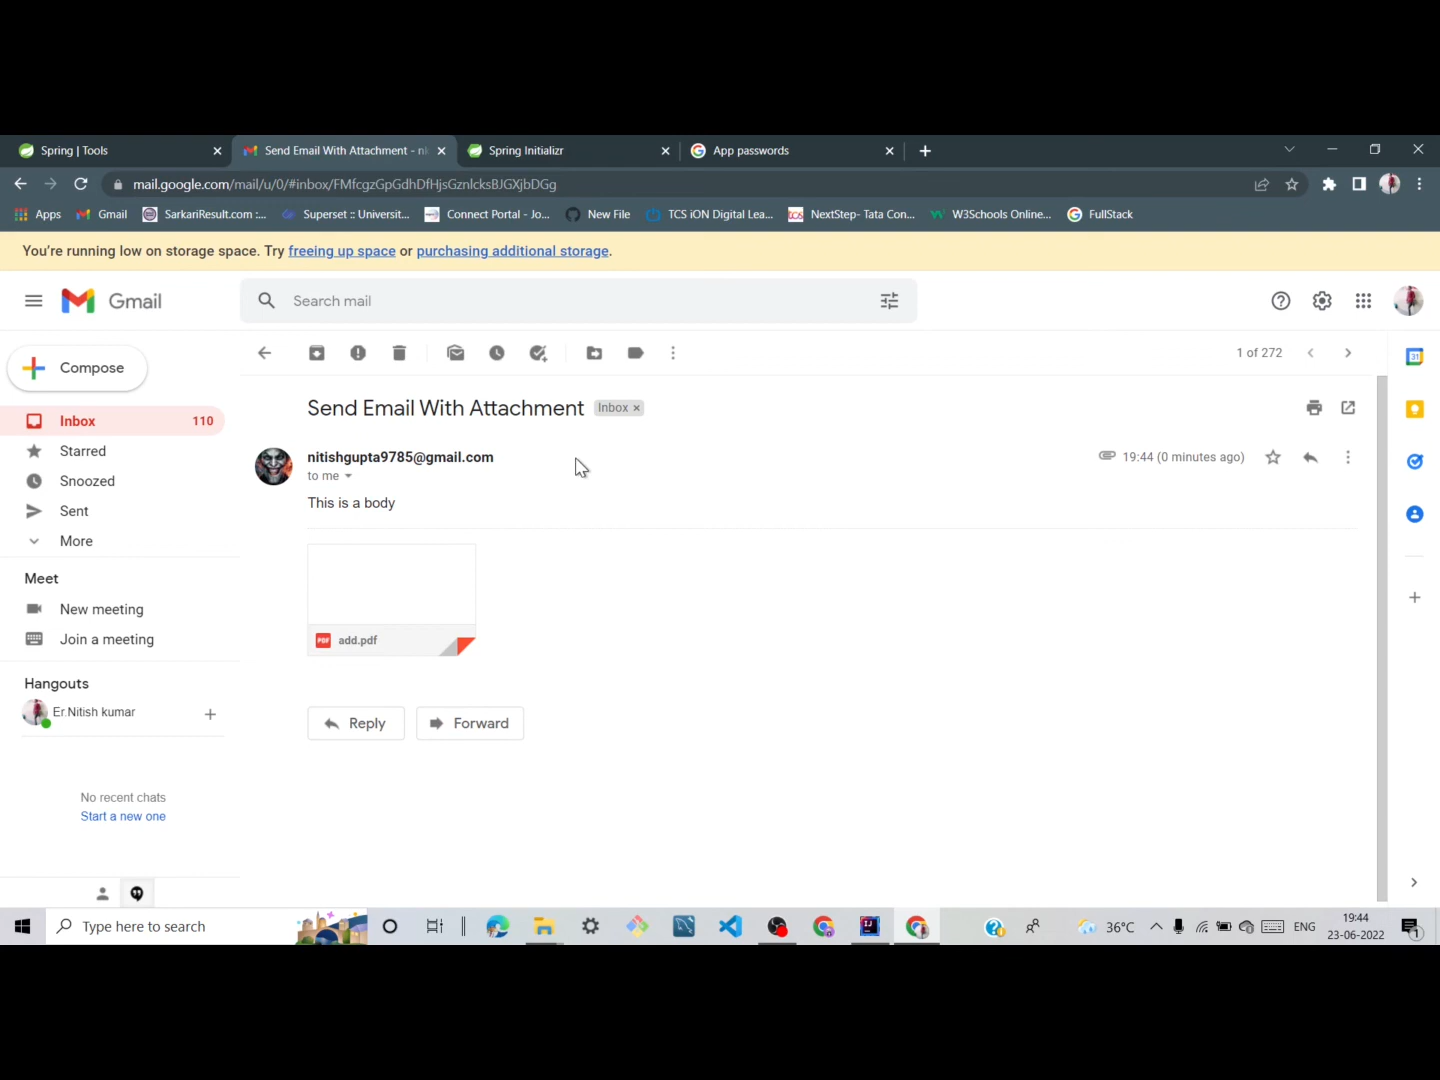 Spring | Tools
Send Email With Attachment - nk
Spring Initializr
App passwords
mail.google.com/mail/u/0/#inbox/FMfcgzGpGdhDfHjsGznlcksBJGXjbDGg
Apps
Gmail
SarkariResult.com :...
Superset :: Universit...
Connect Portal - Jo...
New File
TCS iON Digital Lea...
NextStep- Tata Con...
W3Schools Online...
FullStack
You're running low on storage space. Try freeing up space or purchasing additional storage.
Gmail
Search mail
Compose
1 of 272
Inbox 110
Starred
Snoozed
Sent
More
Meet
New meeting
Join a meeting
Hangouts
Er.Nitish kumar
No recent chats
Start a new one
Send Email With Attachment Inbox ×
nitishgupta9785@gmail.com
19:44 (0 minutes ago)
to me
This is a body
PDF add.pdf
Reply
Forward
Type here to search
36°C
ENG
19:44
23-06-2022
1